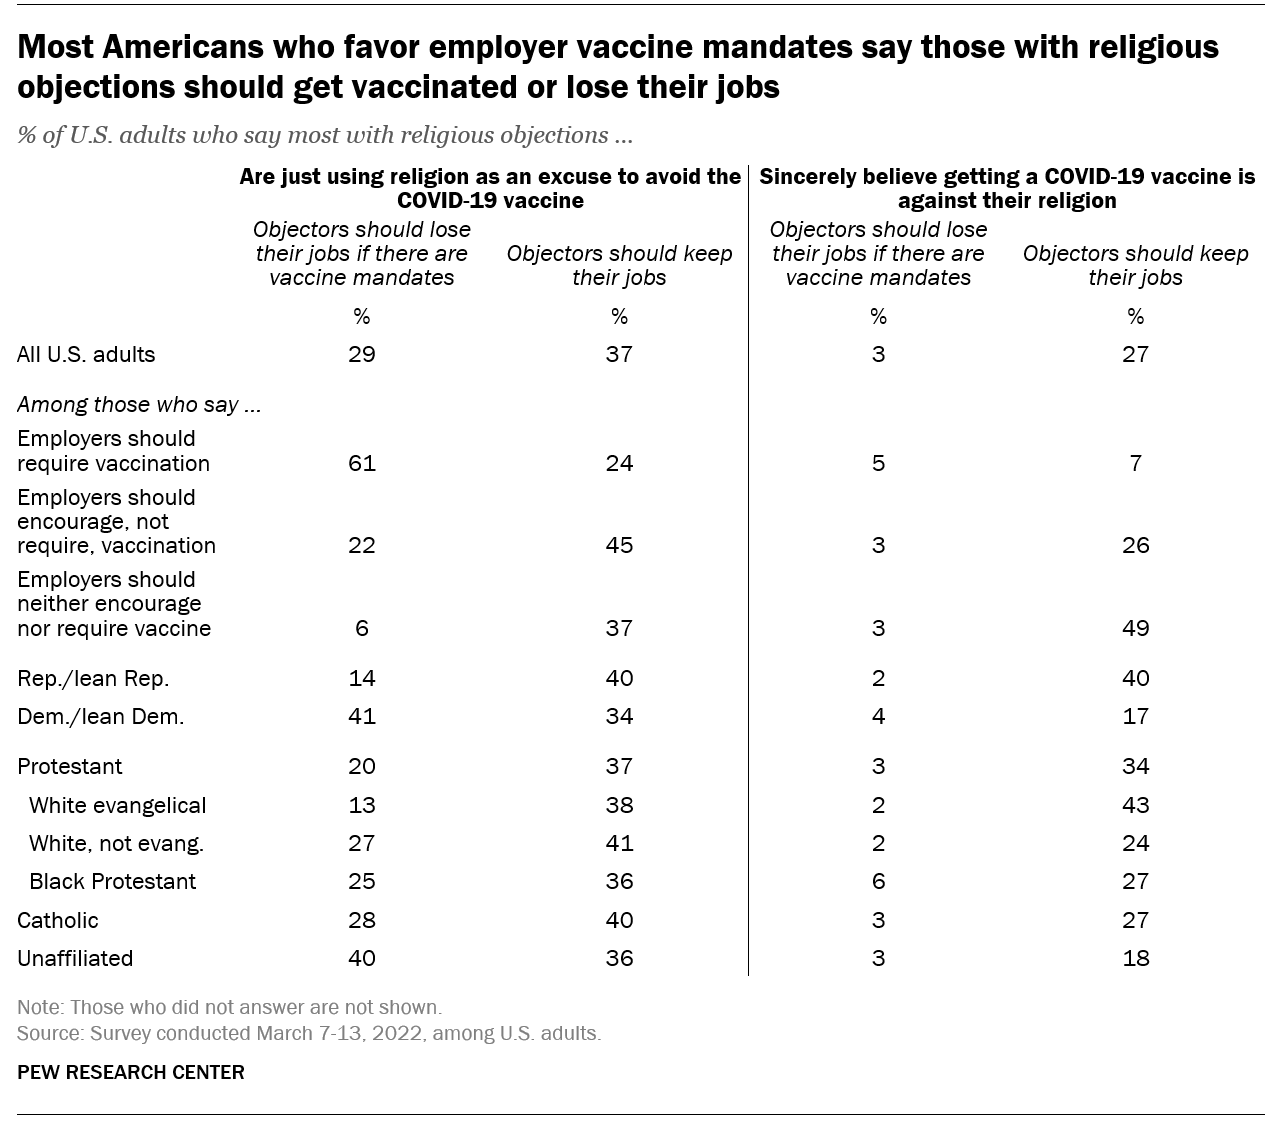 Most Americans who favor employer vaccine mandates say those with religious
objections should get vaccinated or lose their jobs
% of U.S. adults who say most with religious objections ...
Are just using religion as an excuse to avoid the
COVID-19 vaccine
Sincerely believe getting a COVID-19 vaccine is
against their religion
Objectors should lose
their jobs if there are
vaccine mandates
Objectors should keep
their jobs
Objectors should lose
their jobs if there are
vaccine mandates
Objectors should keep
their jobs
% % % %
All U.S. adults 29 37 3 27
Among those who say ...
Employers should
require vaccination 61 24 5 7
Employers should
encourage, not
require, vaccination 22 45 3 26
Employers should
neither encourage
nor require vaccine 6 37 3 49
Rep./lean Rep. 14 40 2 40
Dem./lean Dem. 41 34 4 17
Protestant 20 37 3 34
White evangelical 13 38 2 43
White, not evang. 27 41 2 24
Black Protestant 25 36 6 27
Catholic 28 40 3 27
Unaffiliated 40 36 3 18
Note: Those who did not answer are not shown.
Source: Survey conducted March 7-13, 2022, among U.S. adults.
PEW RESEARCH CENTER